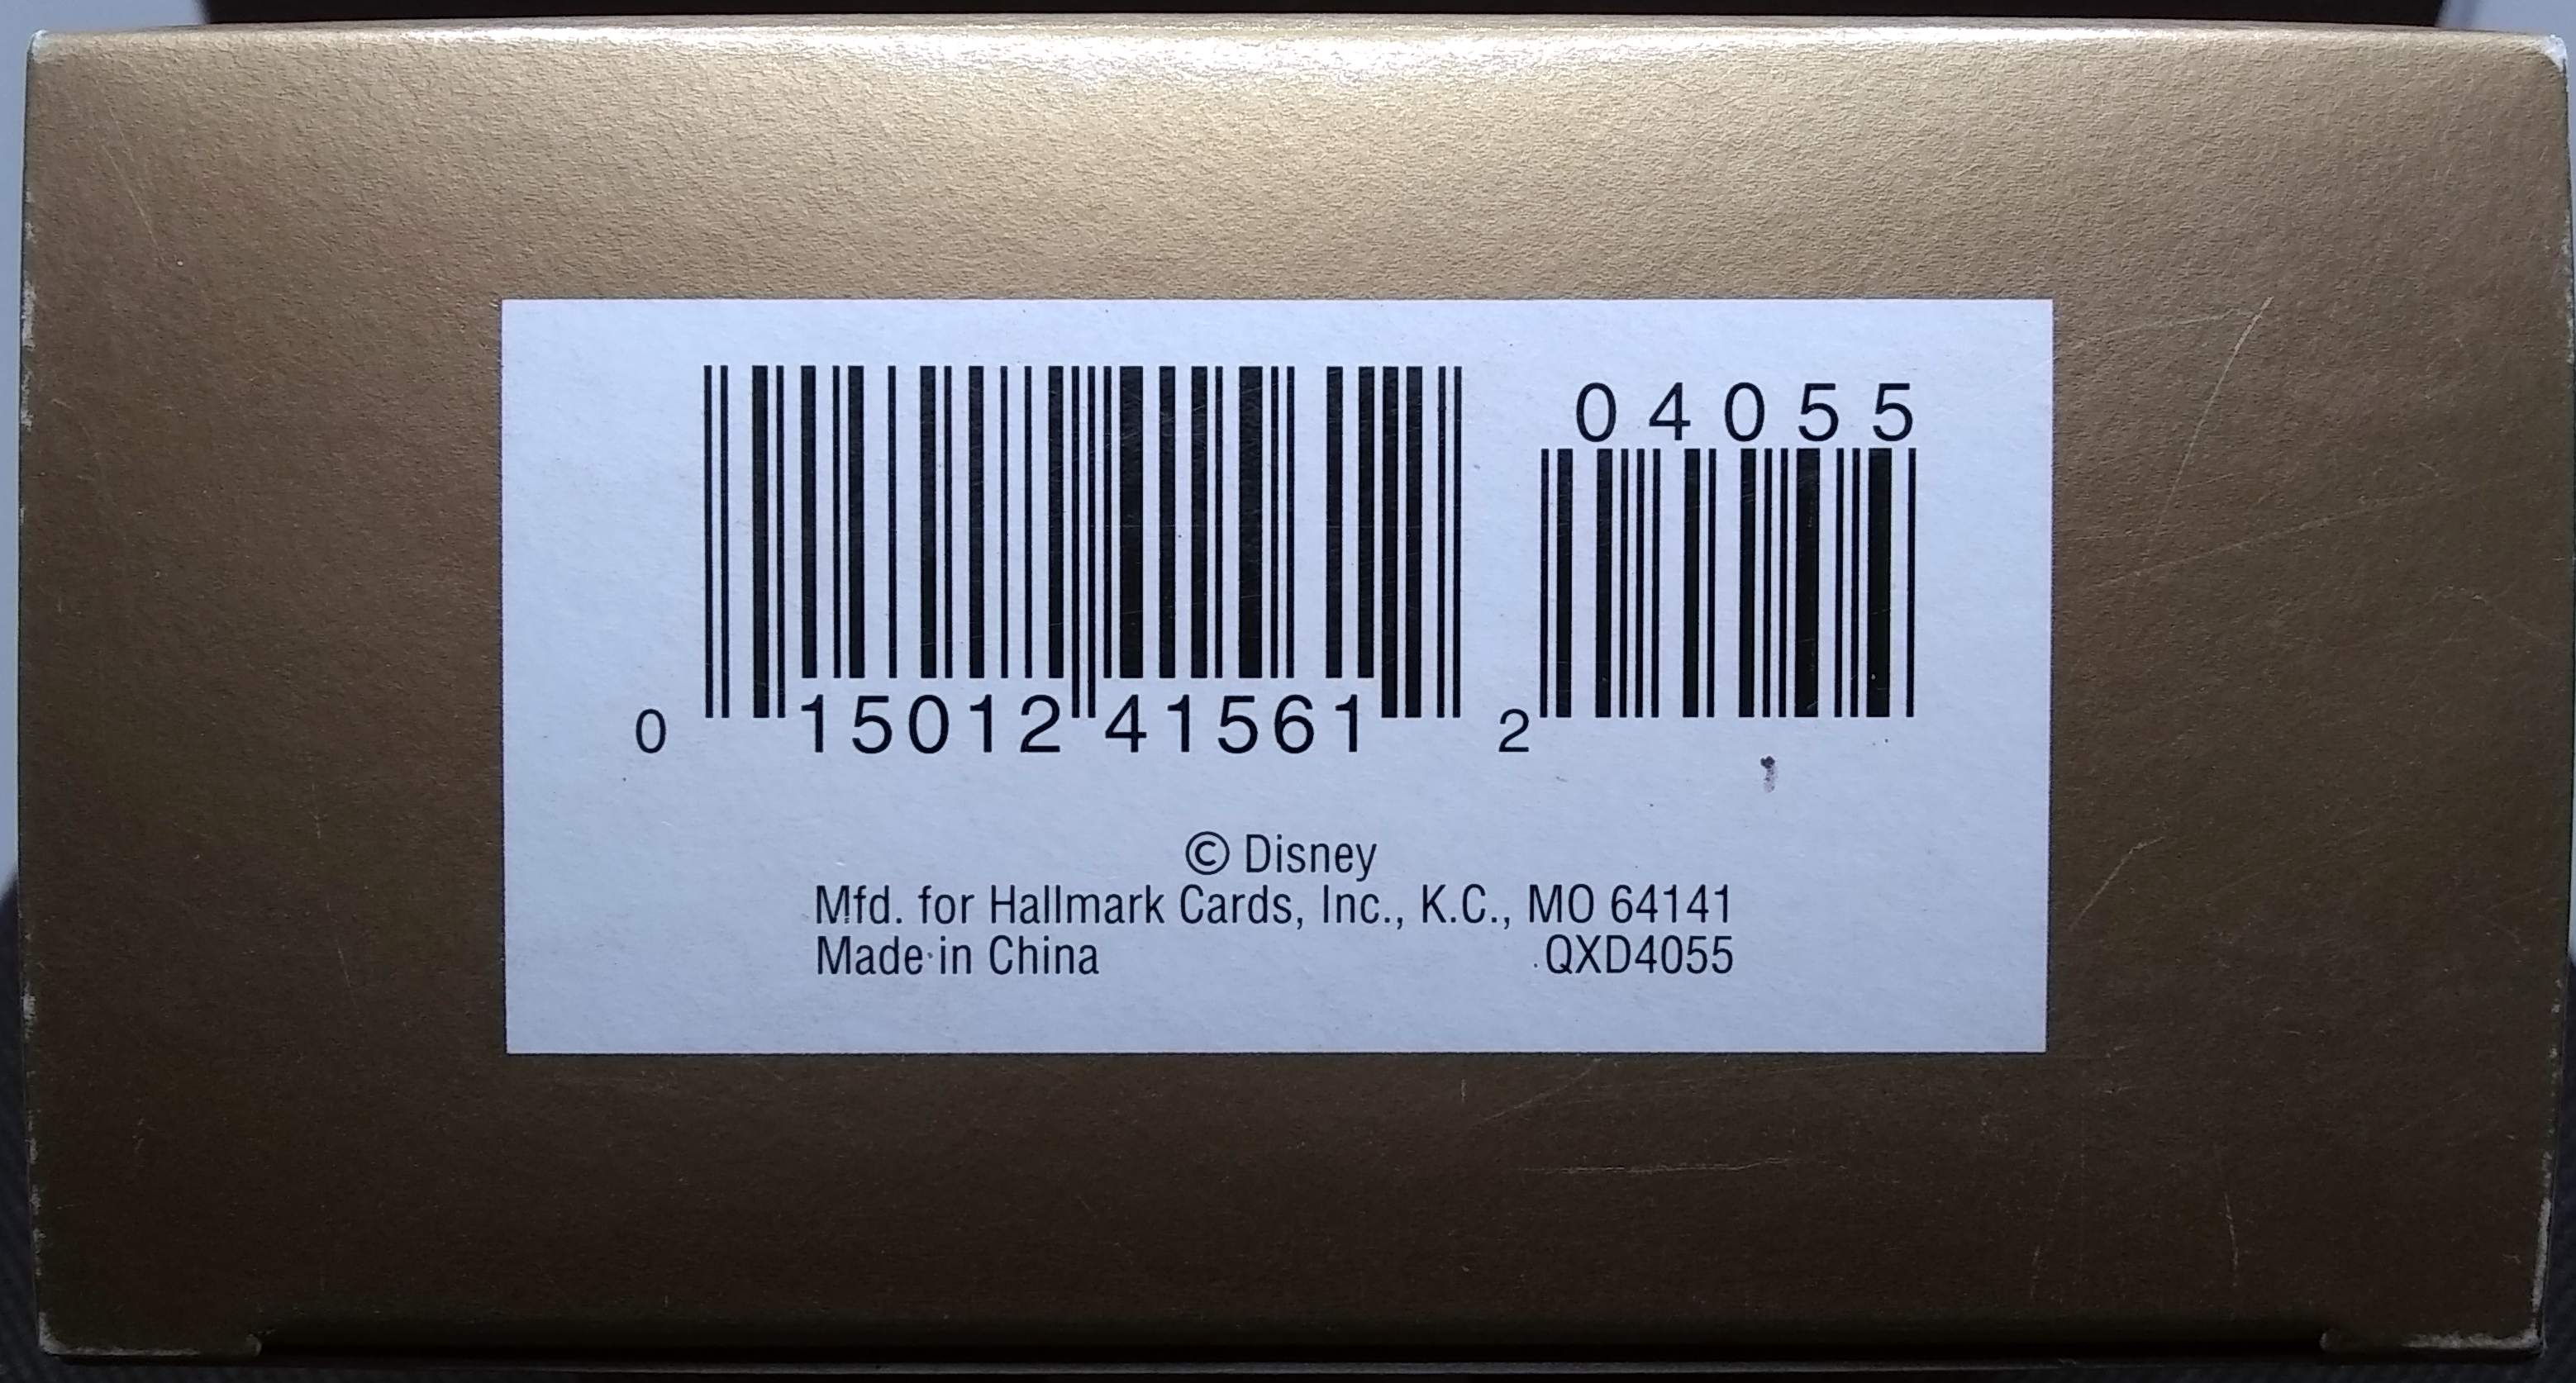 04055
0 15012 41561 2
© Disney
Mfd. for Hallmark Cards, Inc., K.C., MO 64141
Made in China QXD4055